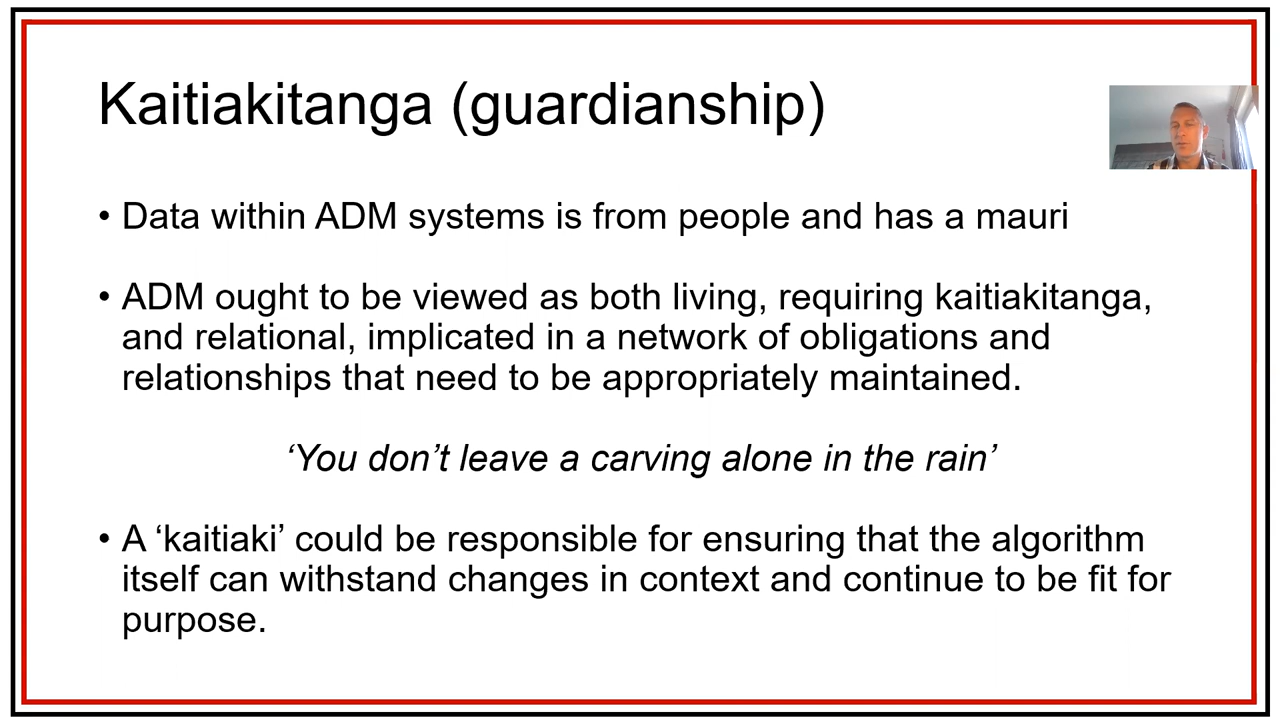 Kaitiakitanga (guardianship)
• Data within ADM systems is from people and has a mauri
• ADM ought to be viewed as both living, requiring kaitiakitanga,
and relational, implicated in a network of obligations and
relationships that need to be appropriately maintained.
‘You don’t leave a carving alone in the rain’
• A ‘kaitiaki’ could be responsible for ensuring that the algorithm
itself can withstand changes in context and continue to be fit for
purpose.